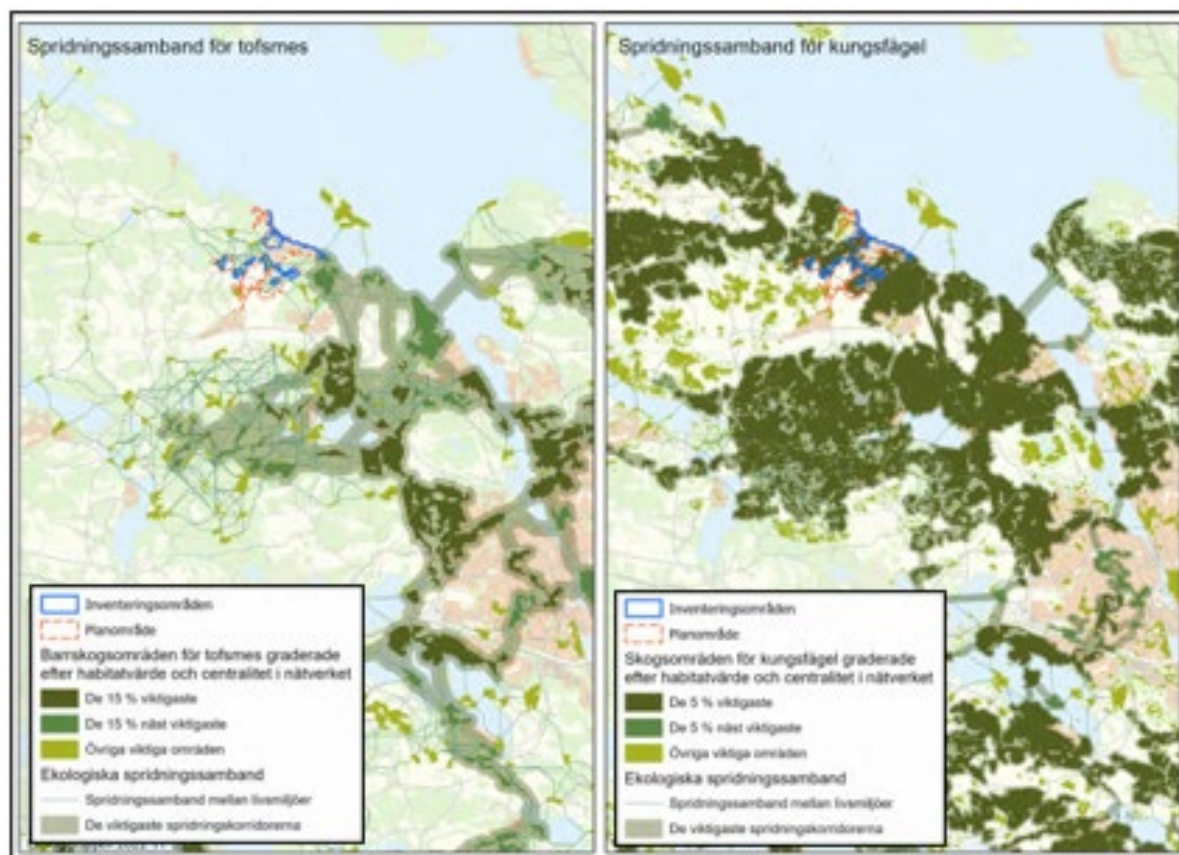 Spridningssamband för tofsmes
Inventeringsområden
Planområde
Barrskogsområden för tofsmes graderade
efter habitatvärde och centralitet i nätverket
De 15 % viktigaste
De 15 % näst viktigaste
Övriga viktiga områden
Ekologiska spridningssamband
Spridningssamband mellan livsmiljöer
De viktigaste spridningskorridorerna
Spridningssamband för kungsfågel
Inventeringsområden
Planområde
Skogsområden för kungsfågel graderade
efter habitatvärde och centralitet i nätverket
De 5 % viktigaste
De 5 % näst viktigaste
Övriga viktiga områden
Ekologiska spridningssamband
Spridningssamband mellan livsmiljöer
De viktigaste spridningskorridorerna